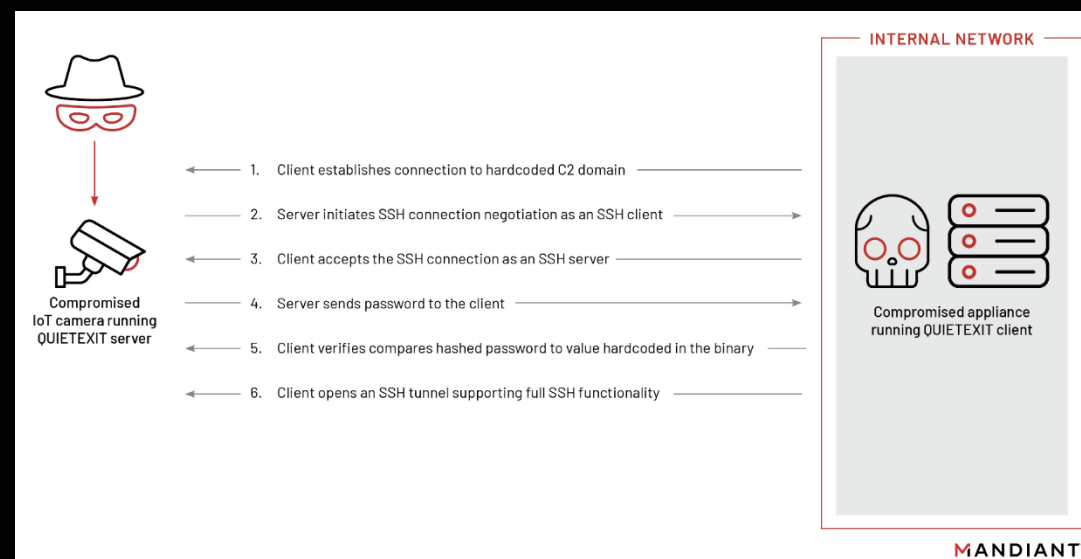 INTERNAL NETWORK
1. Client establishes connection to hardcoded C2 domain
2. Server initiates SSH connection negotiation as an SSH client
3. Client accepts the SSH connection as an SSH server
4. Server sends password to the client
5. Client verifies compares hashed password to value hardcoded in the binary
6. Client opens an SSH tunnel supporting full SSH functionality
Compromised
IoT camera running
QUIETEXIT server
Compromised appliance
running QUIETEXIT client
MANDIANT